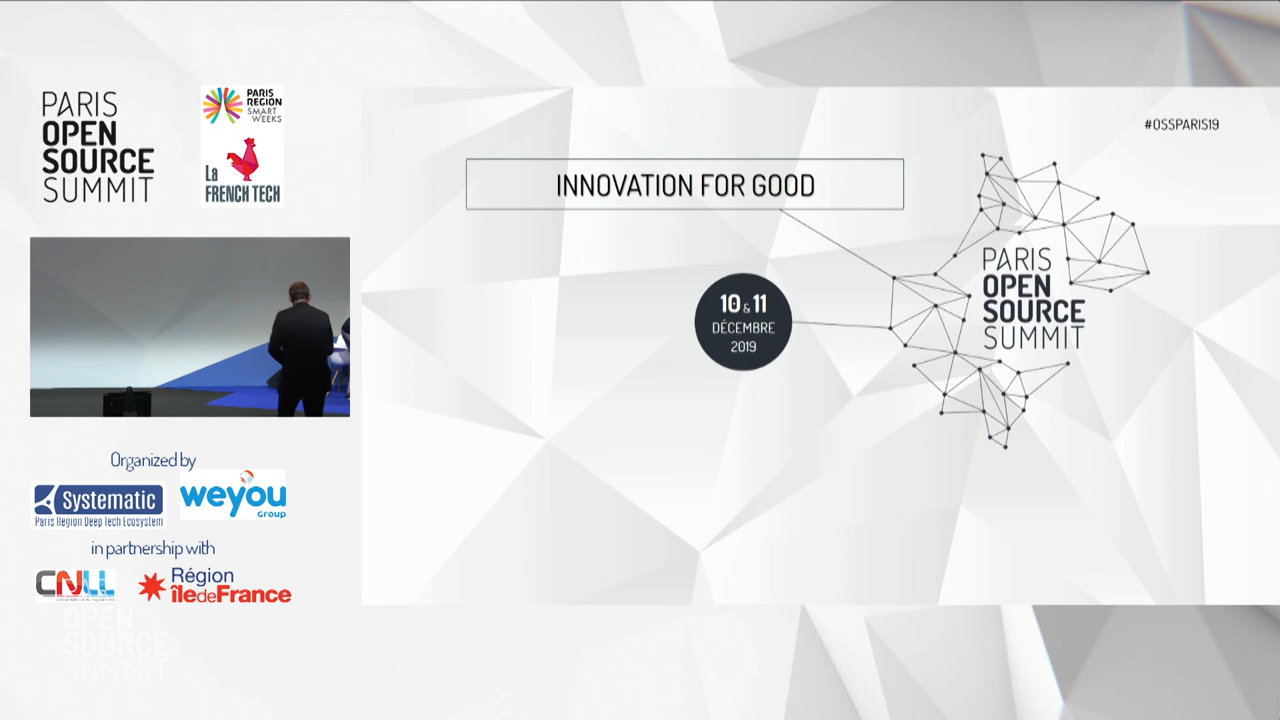 PARIS
OPEN
SOURCE
SUMMIT
PARIS
REGION
SMART
WEEKS
La
FRENCH TECH
#OSSPARIS19
INNOVATION FOR GOOD
10 & 11
DÉCEMBRE
2019
PARIS
OPEN
SOURCE
SUMMIT
Organized by
Systematic
Paris Region Deep Tech Ecosystem
weyou
GROUP
in partnership with
CNLL
Région
îledeFrance
OPEN
SOURCE
SUMMIT